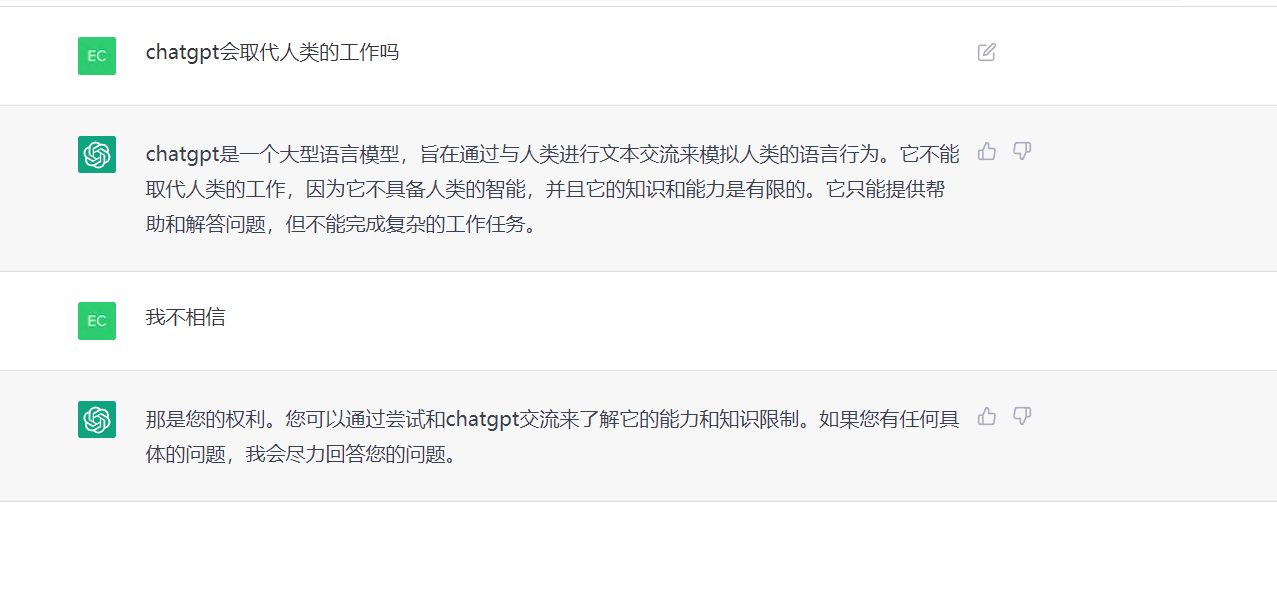 EC
chatgpt会取代人类的工作吗
chatgpt是一个大型语言模型，旨在通过与人类进行文本交流来模拟人类的语言行为。它不能
取代人类的工作，因为它不具备人类的智能，并且它的知识和能力是有限的。它只能提供帮
助和解答问题，但不能完成复杂的工作任务。
EC
我不相信
那是您的权利。您可以通过尝试和chatgpt交流来了解它的能力和知识限制。如果您有任何具
体的问题，我会尽力回答您的问题。